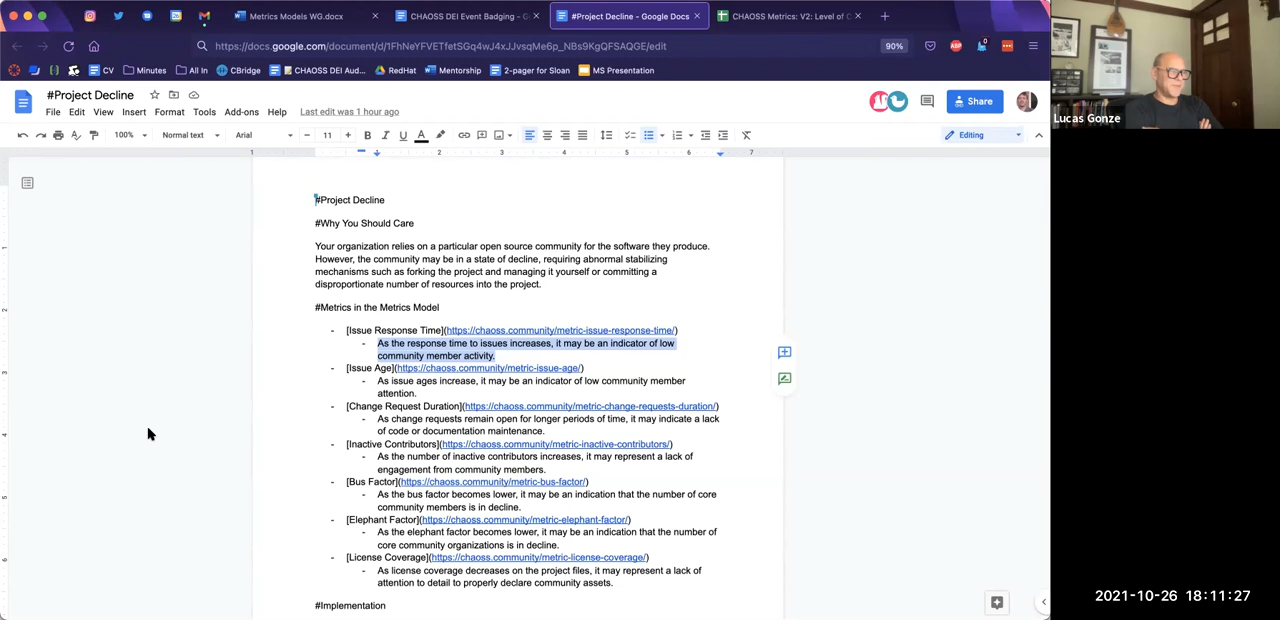 Metrics Models WG.docx
CHAOSS DEI Event Badging - G
#Project Decline - Google Docs
CHAOSS Metrics: V2: Level of C
https://docs.google.com/document/d/1FhNeYFVETfetSGq4wJ4xJJvsqMe6p_NBs9KgQFSAQGE/edit
90%
ABP
0
CV
Minutes
All In
CBridge
CHAOSS DEI Aud...
RedHat
Mentorship
2-pager for Sloan
MS Presentation
#Project Decline
File Edit View Insert Format Tools Add-ons Help Last edit was 1 hour ago
Share
100% Normal text Arial 11 B I U A Editing
1 1 2 3 4 5 6 7
#Project Decline
#Why You Should Care
Your organization relies on a particular open source community for the software they produce.
However, the community may be in a state of decline, requiring abnormal stabilizing
mechanisms such as forking the project and managing it yourself or committing a
disproportionate number of resources into the project.
#Metrics in the Metrics Model
- [Issue Response Time](https://chaoss.community/metric-issue-response-time/)
- As the response time to issues increases, it may be an indicator of low
community member activity.
- [Issue Age](https://chaoss.community/metric-issue-age/)
- As issue ages increase, it may be an indicator of low community member
attention.
- [Change Request Duration](https://chaoss.community/metric-change-requests-duration/)
- As change requests remain open for longer periods of time, it may indicate a lack
of code or documentation maintenance.
- [Inactive Contributors](https://chaoss.community/metric-inactive-contributors/)
- As the number of inactive contributors increases, it may represent a lack of
engagement from community members.
- [Bus Factor](https://chaoss.community/metric-bus-factor/)
- As the bus factor becomes lower, it may be an indication that the number of core
community members is in decline.
- [Elephant Factor](https://chaoss.community/metric-elephant-factor/)
- As the elephant factor becomes lower, it may be an indication that the number of
core community organizations is in decline.
- [License Coverage](https://chaoss.community/metric-license-coverage/)
- As license coverage decreases on the project files, it may represent a lack of
attention to detail to properly declare community assets.
#Implementation
Lucas Gonze
2021-10-26 18:11:27